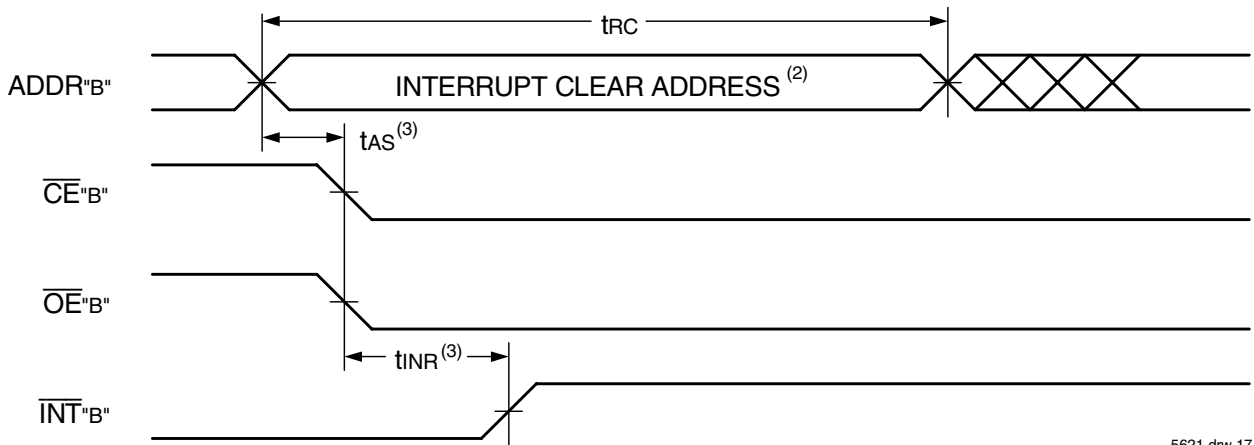 tRC
ADDR"B"
INTERRUPT CLEAR ADDRESS (2)
tAS(3)
CE"B"
OE"B"
tINR(3)
INT"B"
5621 drw 17